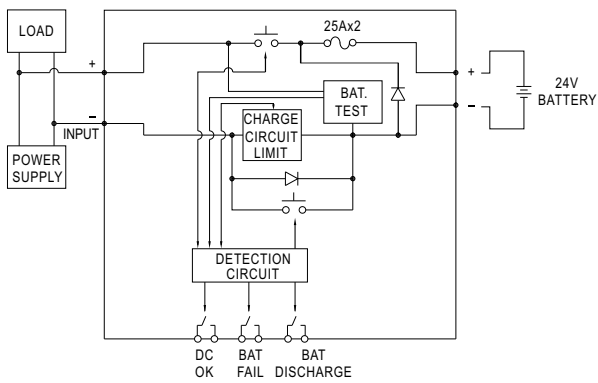 LOAD
25Ax2
+
+
24V
BATTERY
BAT.
TEST
-
-
INPUT
CHARGE
CIRCUIT
LIMIT
POWER
SUPPLY
DETECTION
CIRCUIT
DC
OK
BAT
FAIL
BAT
DISCHARGE